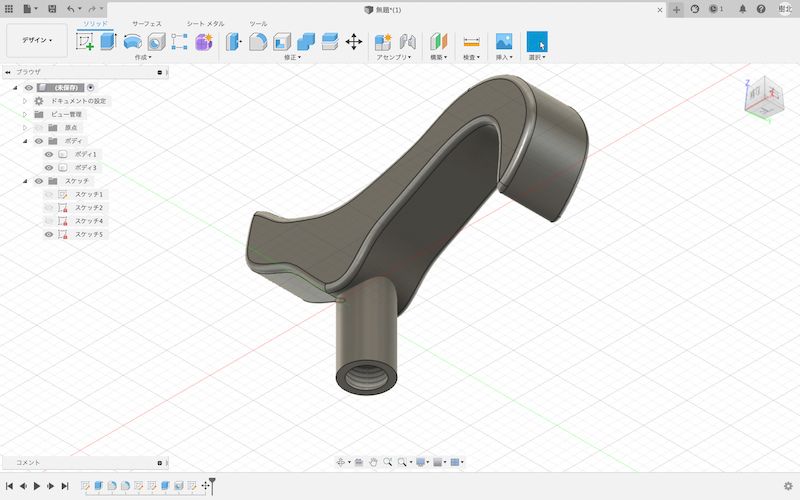 無題*(1)
1
樹北
デザイン
ソリッド
サーフェス
シート メタル
ツール
作成
修正
アセンブリ
構築
検査
挿入
選択
ブラウザ
(未保存)
ドキュメントの設定
ビュー管理
原点
ボディ
ボディ1
ボディ3
スケッチ
スケッチ1
スケッチ2
スケッチ4
スケッチ5
Z
コメント